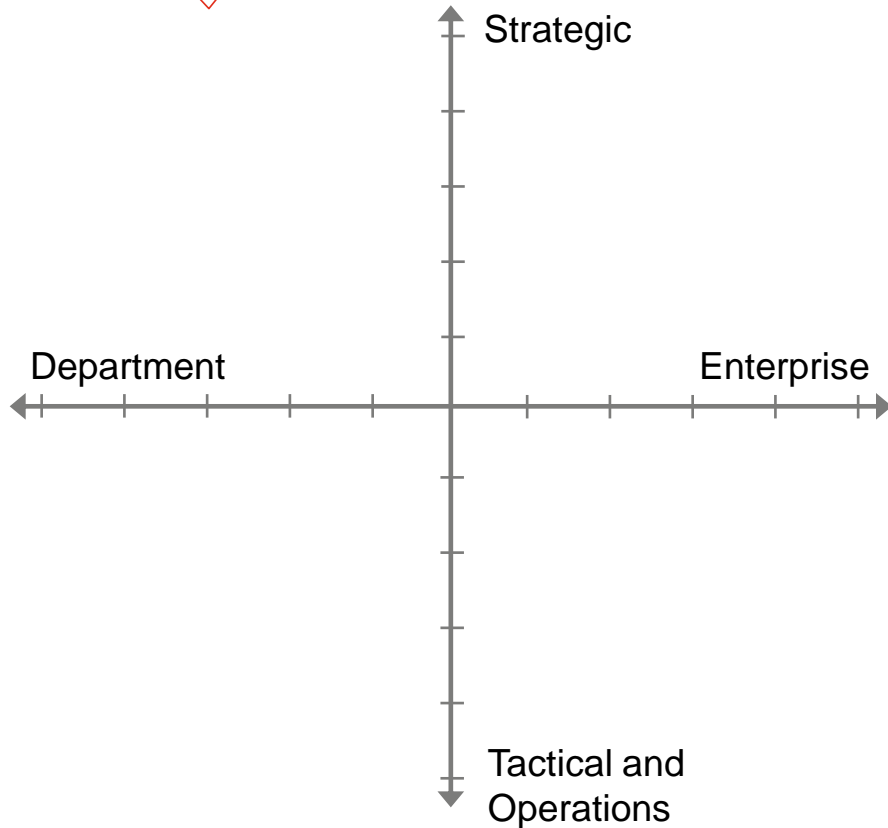 Strategic
Department
Enterprise
Tactical and
Operations